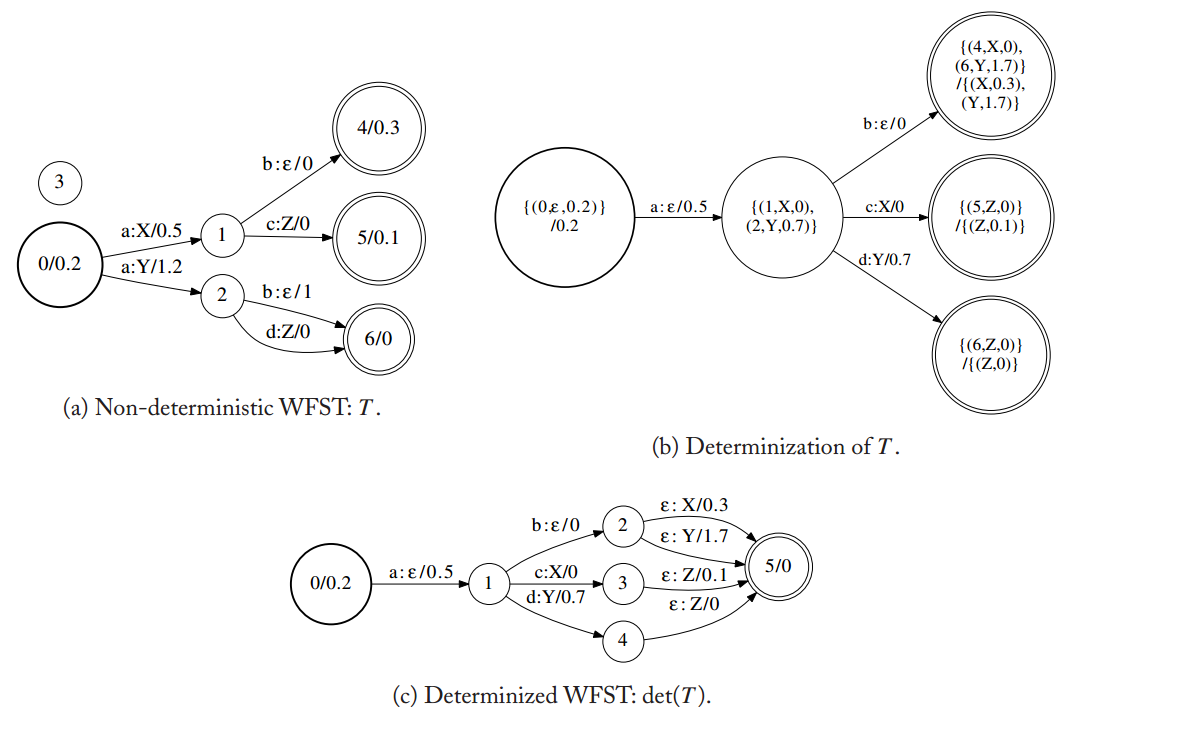 3
0/0.2
a:X/0.5
a:Y/1.2
1
2
b:ε/0
c:Z/0
b:ε/1
d:Z/0
4/0.3
5/0.1
6/0
(a) Non-deterministic WFST: T.
{(0,ε,0.2)}
/0.2
a:ε/0.5
{(1,X,0),
(2,Y,0.7)}
b:ε/0
c:X/0
d:Y/0.7
{(4,X,0),
(6,Y,1.7)}
/{(X,0.3),
(Y,1.7)}
{(5,Z,0)}
/{(Z,0.1)}
{(6,Z,0)}
/{(Z,0)}
(b) Determinization of T.
0/0.2
a:ε/0.5
1
b:ε/0
c:X/0
d:Y/0.7
2
3
4
ε: X/0.3
ε: Y/1.7
ε: Z/0.1
ε: Z/0
5/0
(c) Determinized WFST: det(T).